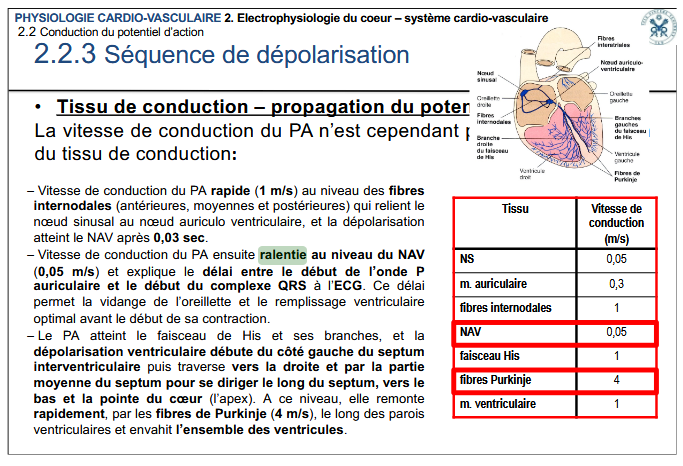 PHYSIOLOGIE CARDIO-VASCULAIRE 2. Electrophysiologie du coeur – système cardio-vasculaire
2.2 Conduction du potentiel d'action
2.2.3 Séquence de dépolarisation
• Tissu de conduction – propagation du poten
La vitesse de conduction du PA n'est cependant p
du tissu de conduction:
– Vitesse de conduction du PA rapide (1 m/s) au niveau des fibres
internodales (antérieures, moyennes et postérieures) qui relient le
nœud sinusal au nœud auriculo ventriculaire, et la dépolarisation
atteint le NAV après 0,03 sec.
– Vitesse de conduction du PA ensuite ralentie au niveau du NAV
(0,05 m/s) et explique le délai entre le début de l'onde P
auriculaire et le début du complexe QRS à l'ECG. Ce délai
permet la vidange de l'oreillette et le remplissage ventriculaire
optimal avant le début de sa contraction.
– Le PA atteint le faisceau de His et ses branches, et la
dépolarisation ventriculaire débute du côté gauche du septum
interventriculaire puis traverse vers la droite et par la partie
moyenne du septum pour se diriger le long du septum, vers le
bas et la pointe du cœur (l'apex). A ce niveau, elle remonte
rapidement, par les fibres de Purkinje (4 m/s), le long des parois
ventriculaires et envahit l'ensemble des ventricules.
Fibres
interatriales
Nœud auriculo-
ventriculaire
Nœud
sinusal
Oreillette
droite
Fibres
internodales
Branche
droite
du faisceau
de His
Ventricule
droit
Oreillette
gauche
Branches
gauches
du faisceau
de His
Ventricule
gauche
Fibres de
Purkinje
Tissu Vitesse de
conduction
(m/s)
NS 0,05
m. auriculaire 0,3
fibres internodales 1
NAV 0,05
faisceau His 1
fibres Purkinje 4
m. ventriculaire 1